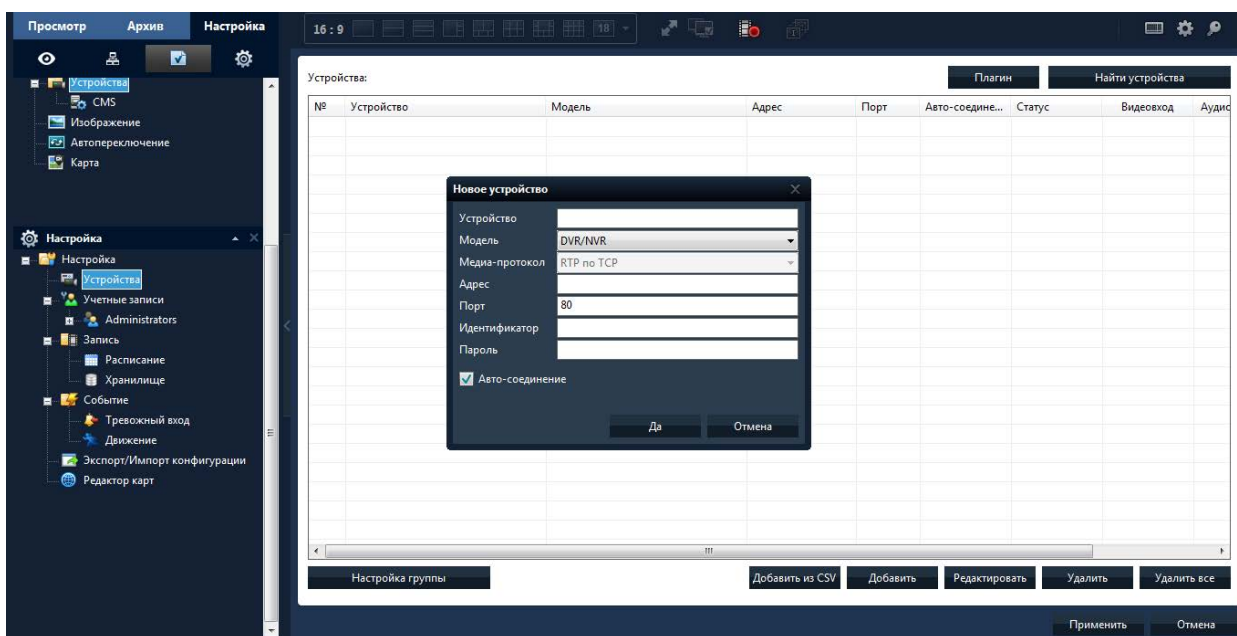 Просмотр Архив Настройка
16 : 9 18
Устройства
CMS
Изображение
Автопереключение
Карта
Настройка
Настройка
Устройства
Учетные записи
Administrators
Запись
Расписание
Хранилище
Событие
Тревожный вход
Движение
Экспорт/Импорт конфигурации
Редактор карт
Устройства:
Плагин Найти устройства
№ Устройство Модель Адрес Порт Авто-соедине... Статус Видеовход Аудис
Новое устройство
Устройство
Модель DVR/NVR
Медиа-протокол RTP по TCP
Адрес
Порт 80
Идентификатор
Пароль
Авто-соединение
Да Отмена
Настройка группы Добавить из CSV Добавить Редактировать Удалить Удалить все
Применить Отмена